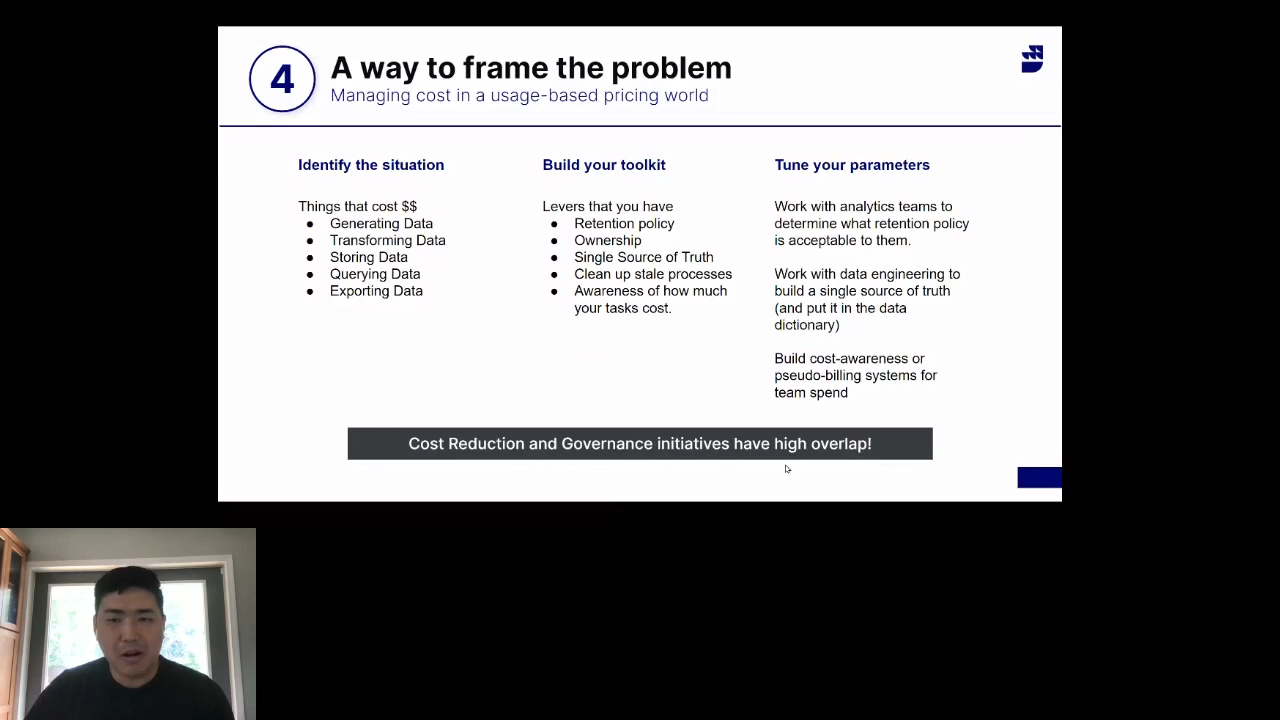 4
A way to frame the problem
Managing cost in a usage-based pricing world
Identify the situation
Things that cost $$
● Generating Data
● Transforming Data
● Storing Data
● Querying Data
● Exporting Data
Build your toolkit
Levers that you have
● Retention policy
● Ownership
● Single Source of Truth
● Clean up stale processes
● Awareness of how much
your tasks cost.
Tune your parameters
Work with analytics teams to
determine what retention policy
is acceptable to them.
Work with data engineering to
build a single source of truth
(and put it in the data
dictionary)
Build cost-awareness or
pseudo-billing systems for
team spend
Cost Reduction and Governance initiatives have high overlap!